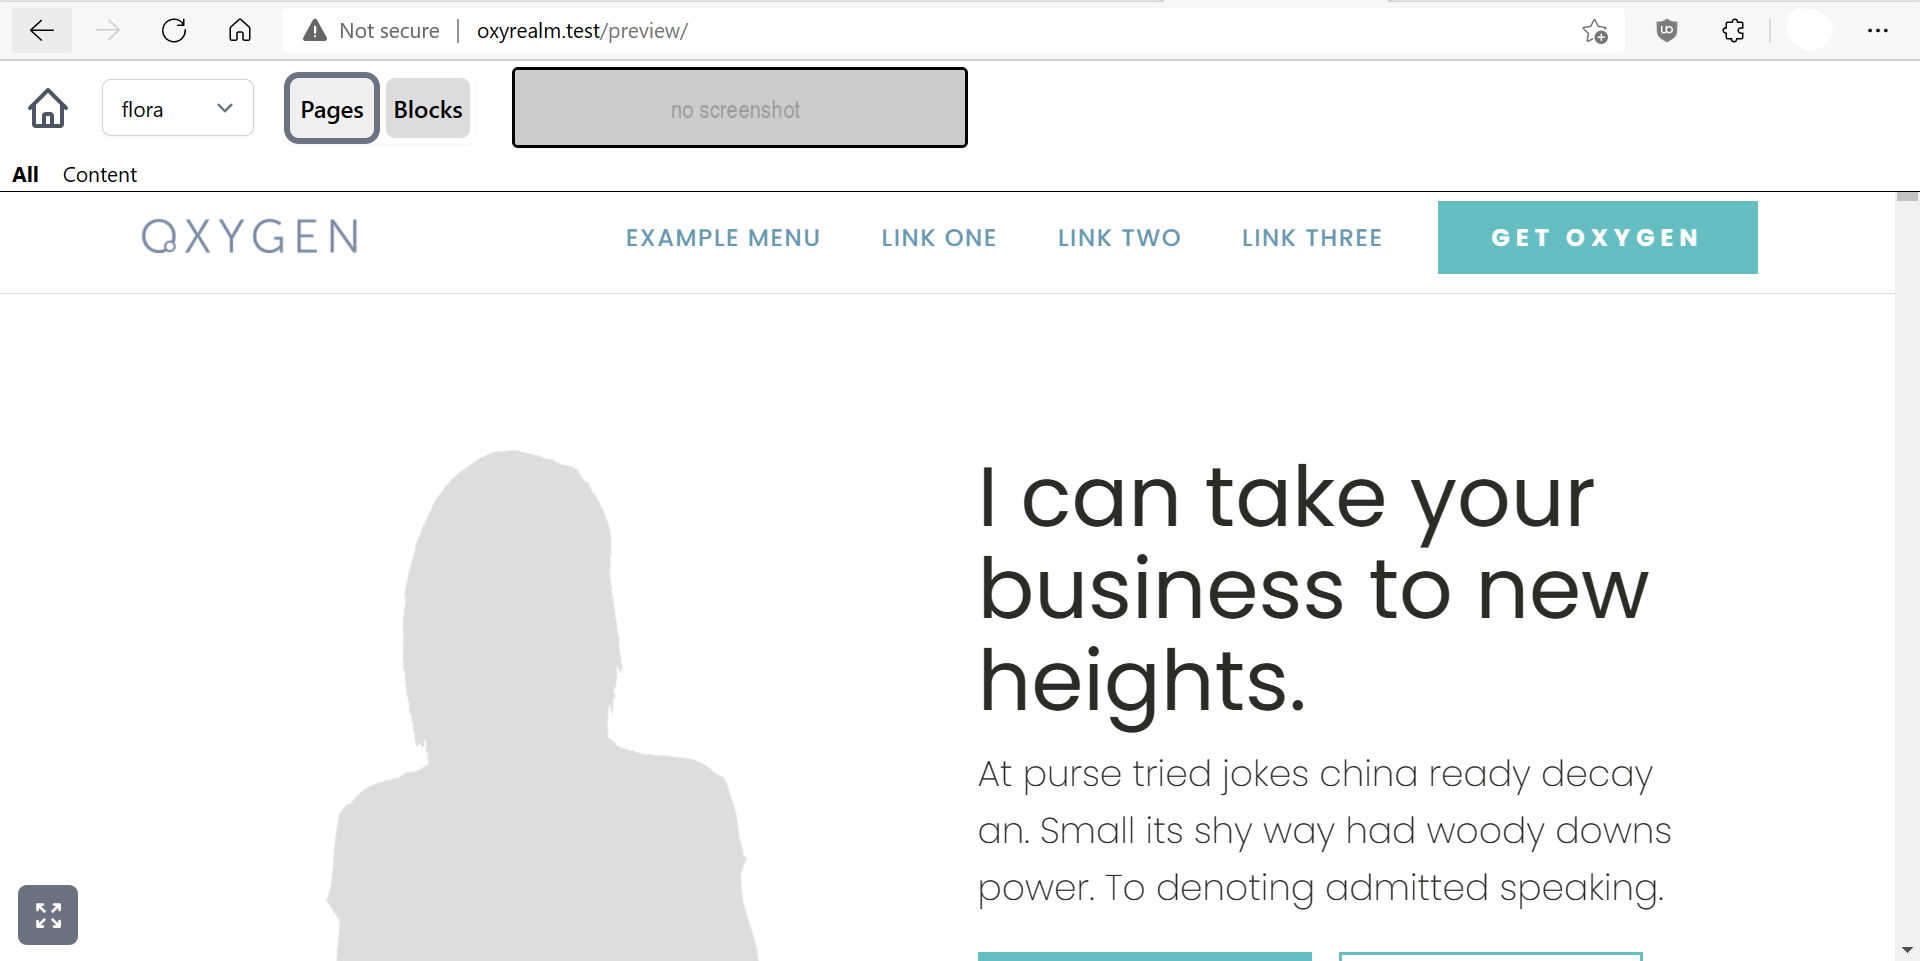 Not secure | oxyrealm.test/preview/
flora
Pages
Blocks
no screenshot
All Content
OXYGEN
EXAMPLE MENU
LINK ONE
LINK TWO
LINK THREE
GET OXYGEN
I can take your
business to new
heights.
At purse tried jokes china ready decay
an. Small its shy way had woody downs
power. To denoting admitted speaking.